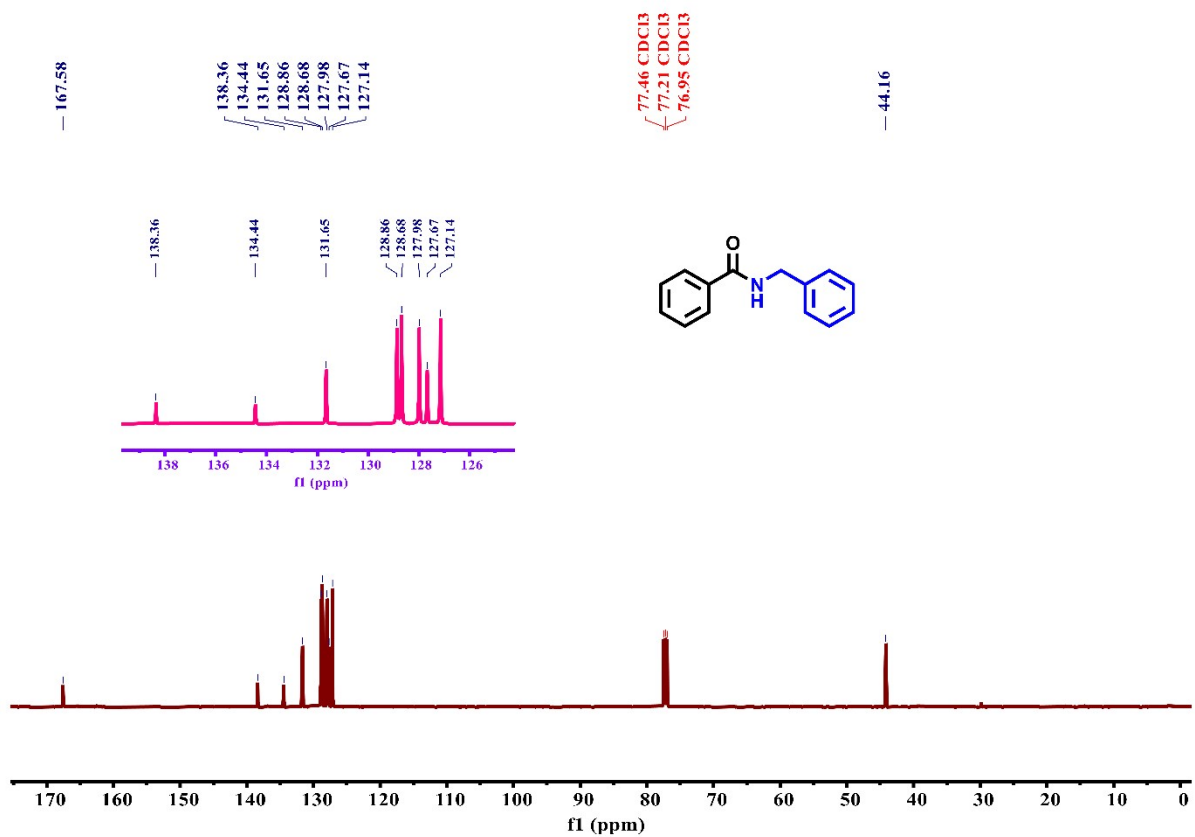 167.58
138.36
134.44
131.65
128.86
128.68
127.98
127.67
127.14
77.46 CDCl3
77.21 CDCl3
76.95 CDCl3
44.16
138.36
134.44
131.65
128.86
128.68
127.98
127.67
127.14
O
N
H
138 136 134 132 130 128 126
f1 (ppm)
170 160 150 140 130 120 110 100 90 80 70 60 50 40 30 20 10 0
f1 (ppm)